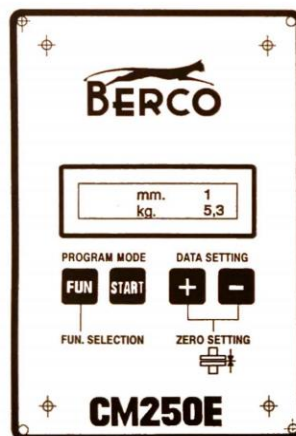 BERCO
mm. 1
kg. 5,3
PROGRAM MODE DATA SETTING
FUN START + -
FUN. SELECTION ZERO SETTING
CM250E